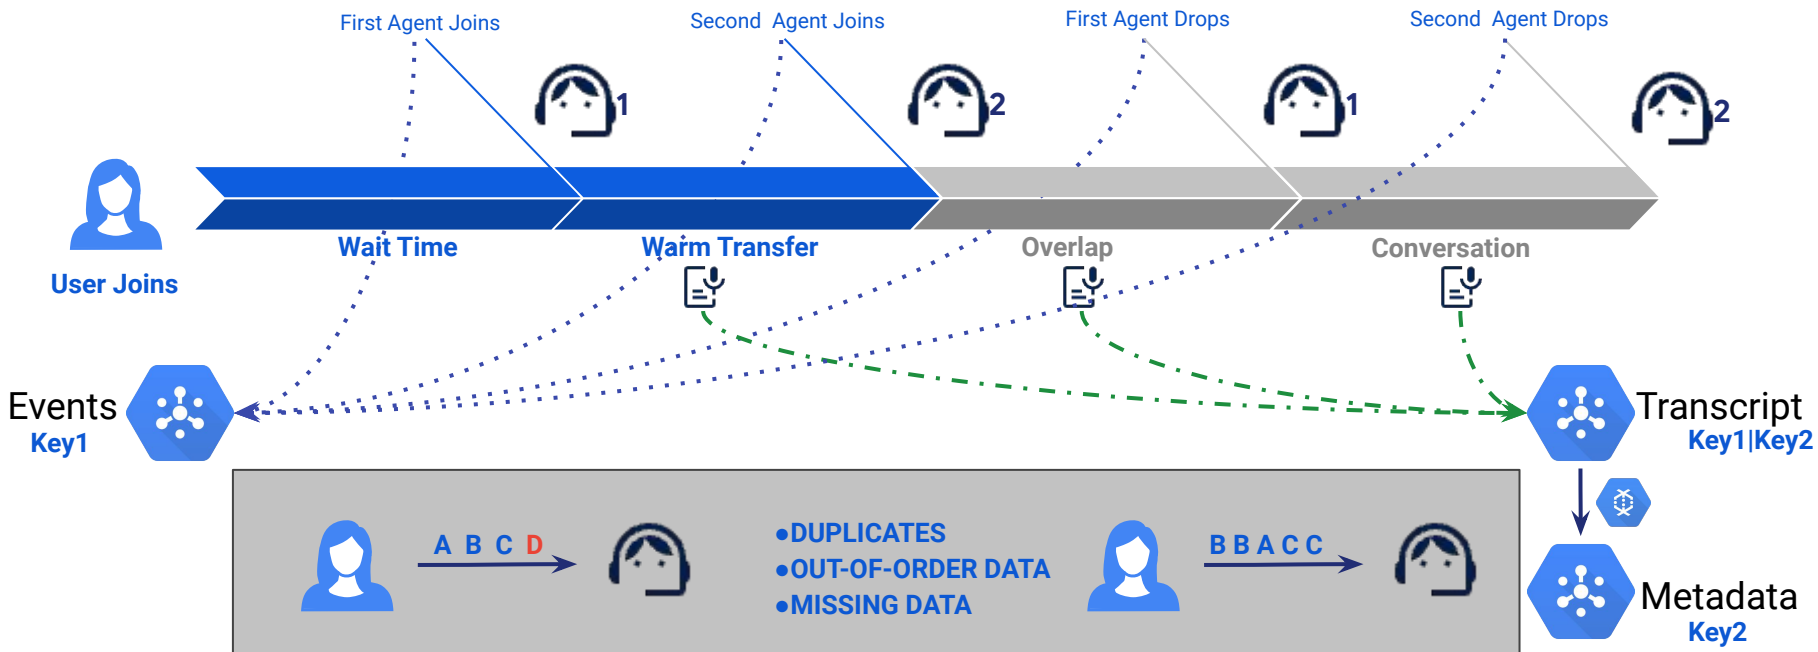 First Agent Joins
Second Agent Joins
First Agent Drops
Second Agent Drops
1
2
1
2
User Joins
Wait Time
Warm Transfer
Overlap
Conversation
Events
Key1
Transcript
Key1|Key2
A B C D
●DUPLICATES
●OUT-OF-ORDER DATA
●MISSING DATA
B B A C C
Metadata
Key2